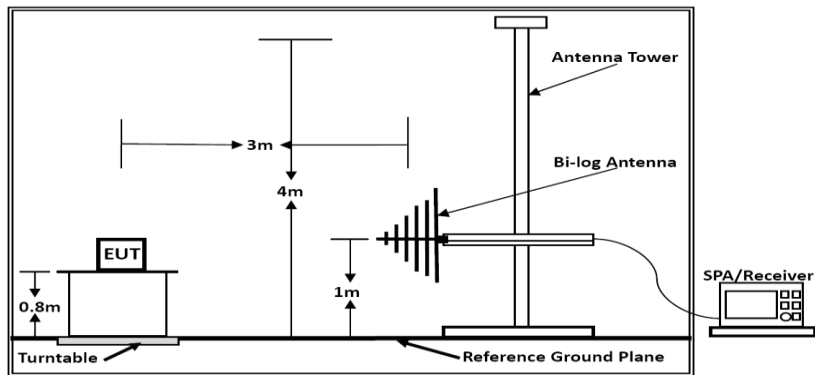 Antenna Tower
3m
Bi-log Antenna
4m
EUT
SPA/Receiver
0.8m
1m
Turntable
Reference Ground Plane